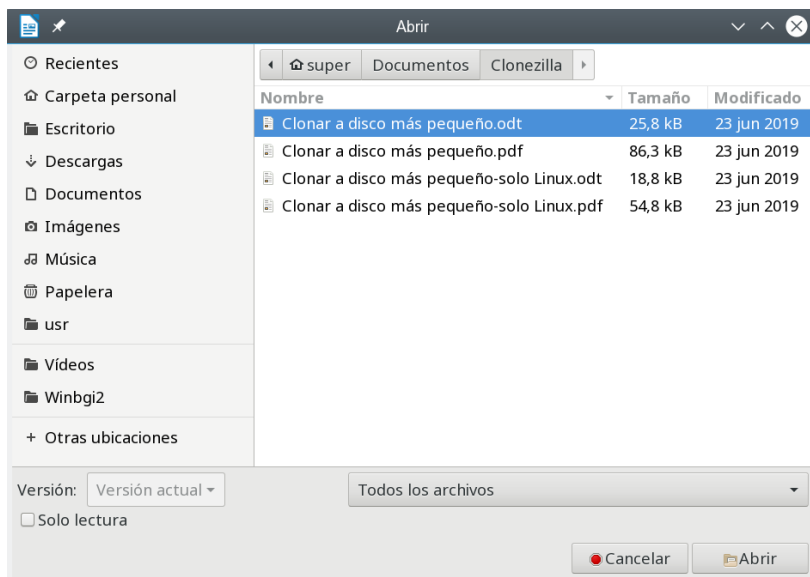 Abrir
Recientes
Carpeta personal
Escritorio
Descargas
Documentos
Imágenes
Música
Papelera
usr
Vídeos
Winbgi2
Otras ubicaciones
super Documentos Clonezilla
Nombre Tamaño Modificado
Clonar a disco más pequeño.odt 25,8 kB 23 jun 2019
Clonar a disco más pequeño.pdf 86,3 kB 23 jun 2019
Clonar a disco más pequeño-solo Linux.odt 18,8 kB 23 jun 2019
Clonar a disco más pequeño-solo Linux.pdf 54,8 kB 23 jun 2019
Versión: Versión actual Todos los archivos
Solo lectura
Cancelar Abrir